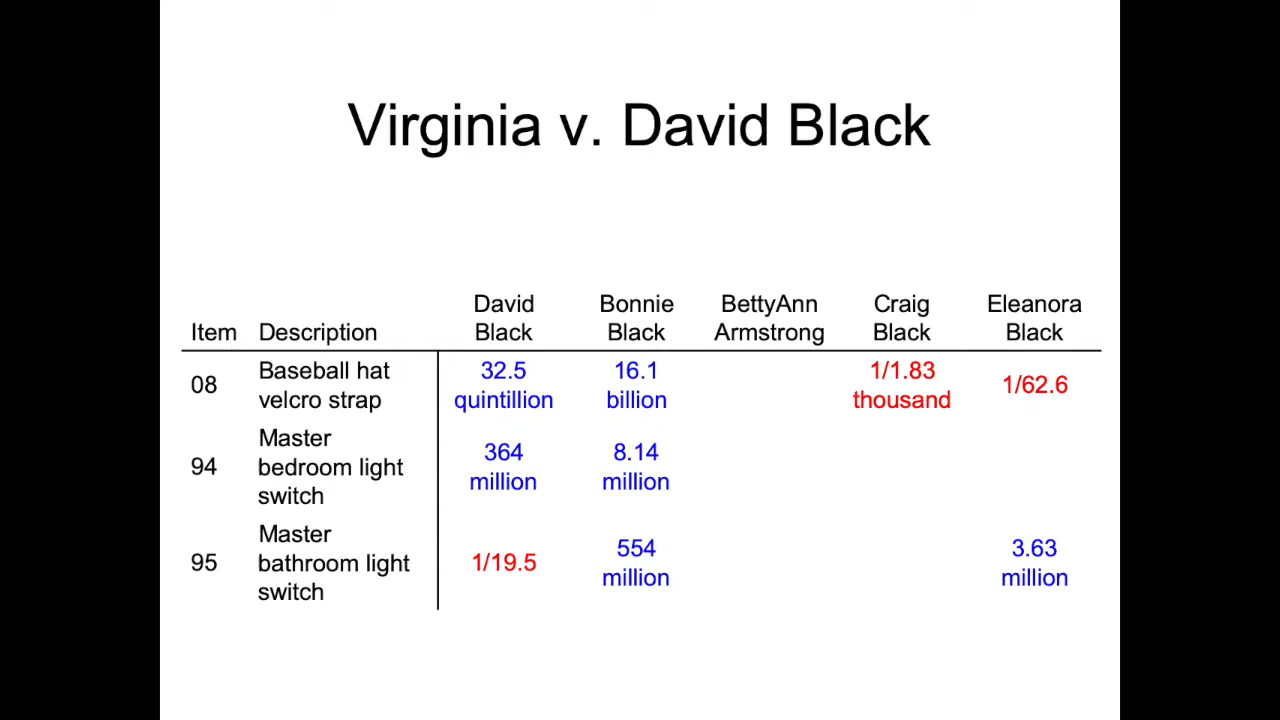 Virginia v. David Black
David Bonnie BettyAnn Craig Eleanora
Item Description Black Black Armstrong Black Black
08 Baseball hat velcro strap 32.5 quintillion 16.1 billion 1/1.83 thousand 1/62.6
94 Master bedroom light switch 364 million 8.14 million
95 Master bathroom light switch 1/19.5 554 million 3.63 million